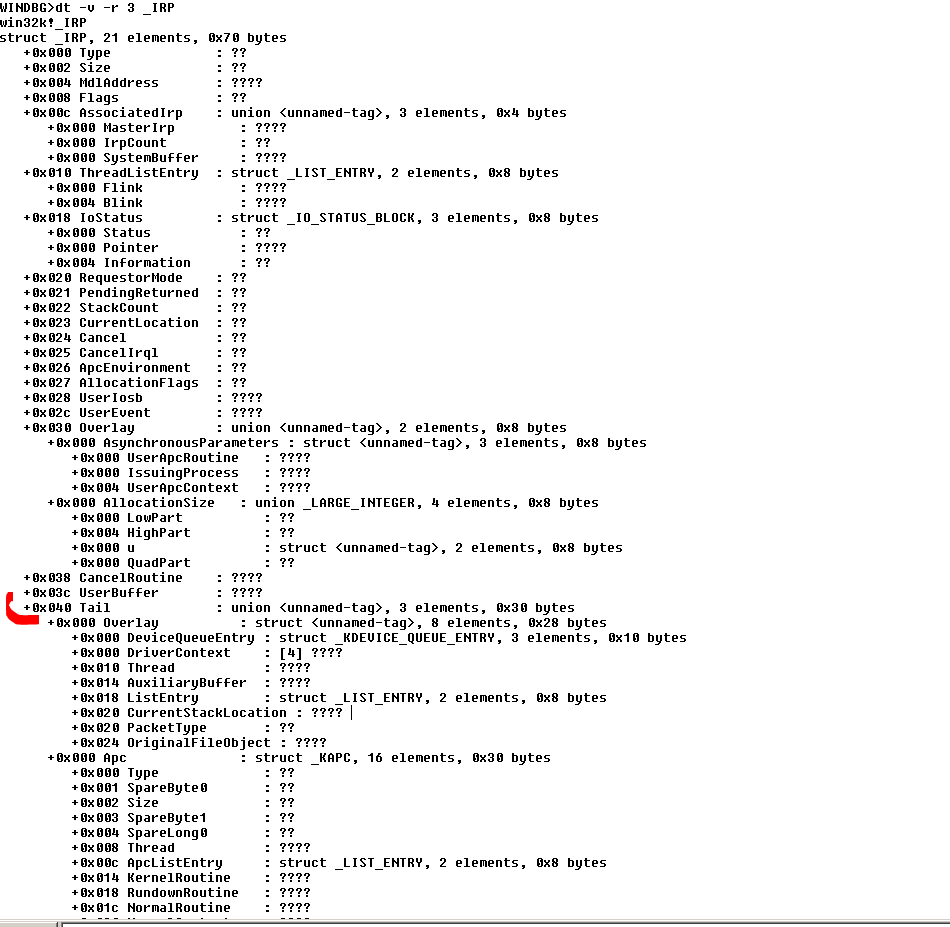 WINDBG>dt -v -r 3 _IRP
win32k!_IRP
struct _IRP, 21 elements, 0x70 bytes
   +0x000 Type             : ??
   +0x002 Size             : ??
   +0x004 MdlAddress       : ????
   +0x008 Flags            : ??
   +0x00c AssociatedIrp    : union <unnamed-tag>, 3 elements, 0x4 bytes
      +0x000 MasterIrp        : ????
      +0x000 IrpCount         : ??
      +0x000 SystemBuffer     : ????
   +0x010 ThreadListEntry  : struct _LIST_ENTRY, 2 elements, 0x8 bytes
      +0x000 Flink            : ????
      +0x004 Blink            : ????
   +0x018 IoStatus         : struct _IO_STATUS_BLOCK, 3 elements, 0x8 bytes
      +0x000 Status           : ??
      +0x000 Pointer          : ????
      +0x004 Information      : ??
   +0x020 RequestorMode    : ??
   +0x021 PendingReturned  : ??
   +0x022 StackCount       : ??
   +0x023 CurrentLocation  : ??
   +0x024 Cancel           : ??
   +0x025 CancelIrql       : ??
   +0x026 ApcEnvironment   : ??
   +0x027 AllocationFlags  : ??
   +0x028 UserIosb         : ????
   +0x02c UserEvent        : ????
   +0x030 Overlay          : union <unnamed-tag>, 2 elements, 0x8 bytes
      +0x000 AsynchronousParameters : struct <unnamed-tag>, 3 elements, 0x8 bytes
         +0x000 UserApcRoutine   : ????
         +0x000 IssuingProcess   : ????
         +0x004 UserApcContext   : ????
      +0x000 AllocationSize   : union _LARGE_INTEGER, 4 elements, 0x8 bytes
         +0x000 LowPart          : ??
         +0x004 HighPart         : ??
         +0x000 u                : struct <unnamed-tag>, 2 elements, 0x8 bytes
         +0x000 QuadPart         : ??
   +0x038 CancelRoutine    : ????
   +0x03c UserBuffer       : ????
   +0x040 Tail             : union <unnamed-tag>, 3 elements, 0x30 bytes
      +0x000 Overlay          : struct <unnamed-tag>, 8 elements, 0x28 bytes
         +0x000 DeviceQueueEntry : struct _KDEVICE_QUEUE_ENTRY, 3 elements, 0x10 bytes
         +0x000 DriverContext    : [4] ????
         +0x010 Thread           : ????
         +0x014 AuxiliaryBuffer  : ????
         +0x018 ListEntry        : struct _LIST_ENTRY, 2 elements, 0x8 bytes
         +0x020 CurrentStackLocation : ????
         +0x020 PacketType       : ??
         +0x024 OriginalFileObject : ????
      +0x000 Apc              : struct _KAPC, 16 elements, 0x30 bytes
         +0x000 Type             : ??
         +0x001 SpareByte0       : ??
         +0x002 Size             : ??
         +0x003 SpareByte1       : ??
         +0x004 SpareLong0       : ??
         +0x008 Thread           : ????
         +0x00c ApcListEntry     : struct _LIST_ENTRY, 2 elements, 0x8 bytes
         +0x014 KernelRoutine    : ????
         +0x018 RundownRoutine   : ????
         +0x01c NormalRoutine    : ????